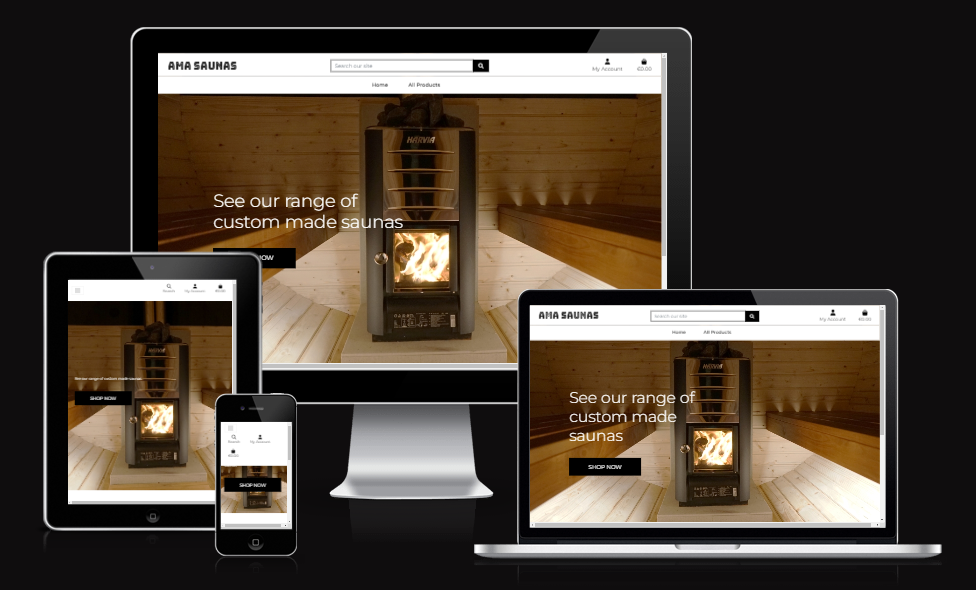 AMA SAUNAS
Search our site
My Account
€0.00
Home
All Products
HARVIA
See our range of
custom made saunas
NOW
Search
My Account
€0.00
HARVIA
See our range of custom made saunas
SHOP NOW
Search
My Account
€0.00
SHOP NOW
AMA SAUNAS
Search our site
My Account
€0.00
Home
All Products
HARVIA
See our range of
custom made
saunas
SHOP NOW